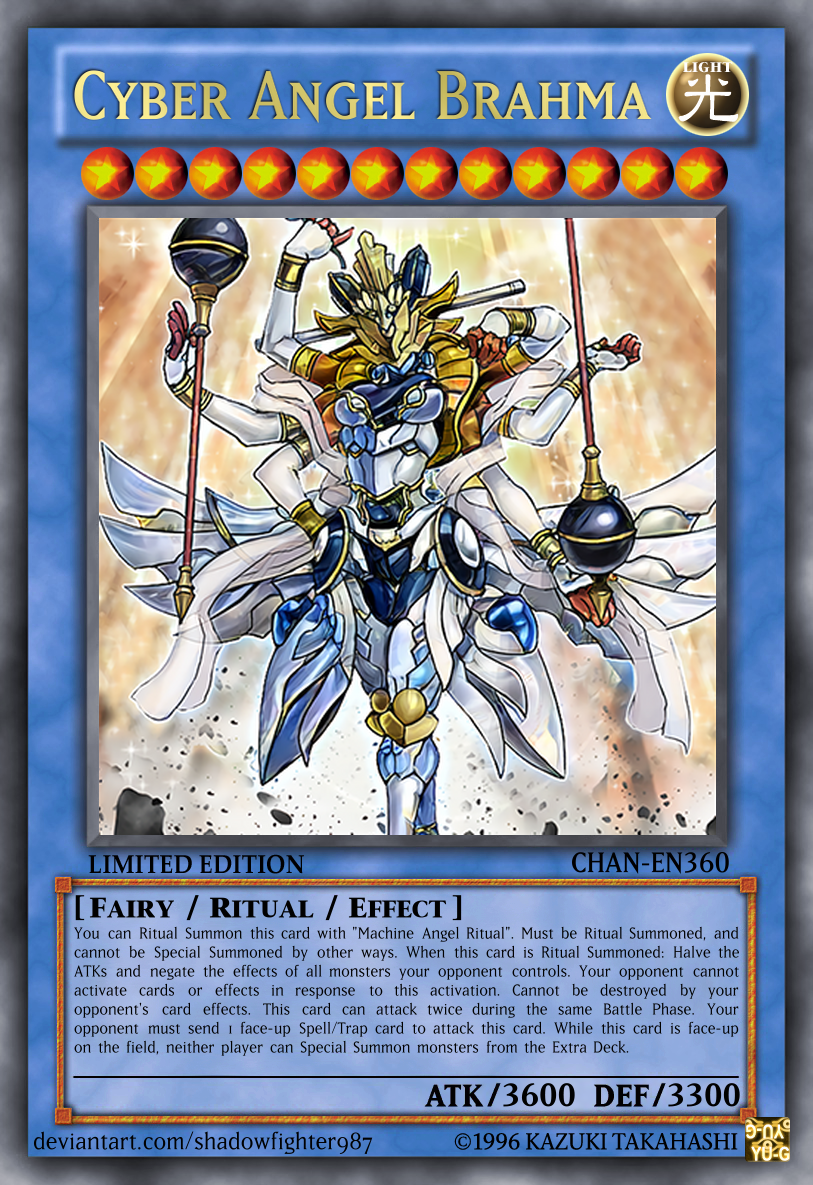 CYBER ANGEL BRAHMA
LIGHT
光
LIMITED EDITION
CHAN-EN360
[ FAIRY / RITUAL / EFFECT ]
You can Ritual Summon this card with "Machine Angel Ritual". Must be Ritual Summoned, and
cannot be Special Summoned by other ways. When this card is Ritual Summoned: Halve the
ATKs and negate the effects of all monsters your opponent controls. Your opponent cannot
activate cards or effects in response to this activation. Cannot be destroyed by your
opponent's card effects. This card can attack twice during the same Battle Phase. Your
opponent must send 1 face-up Spell/Trap card to attack this card. While this card is face-up
on the field, neither player can Special Summon monsters from the Extra Deck.
ATK/3600 DEF/3300
deviantart.com/shadowfighter987
©1996 KAZUKI TAKAHASHI